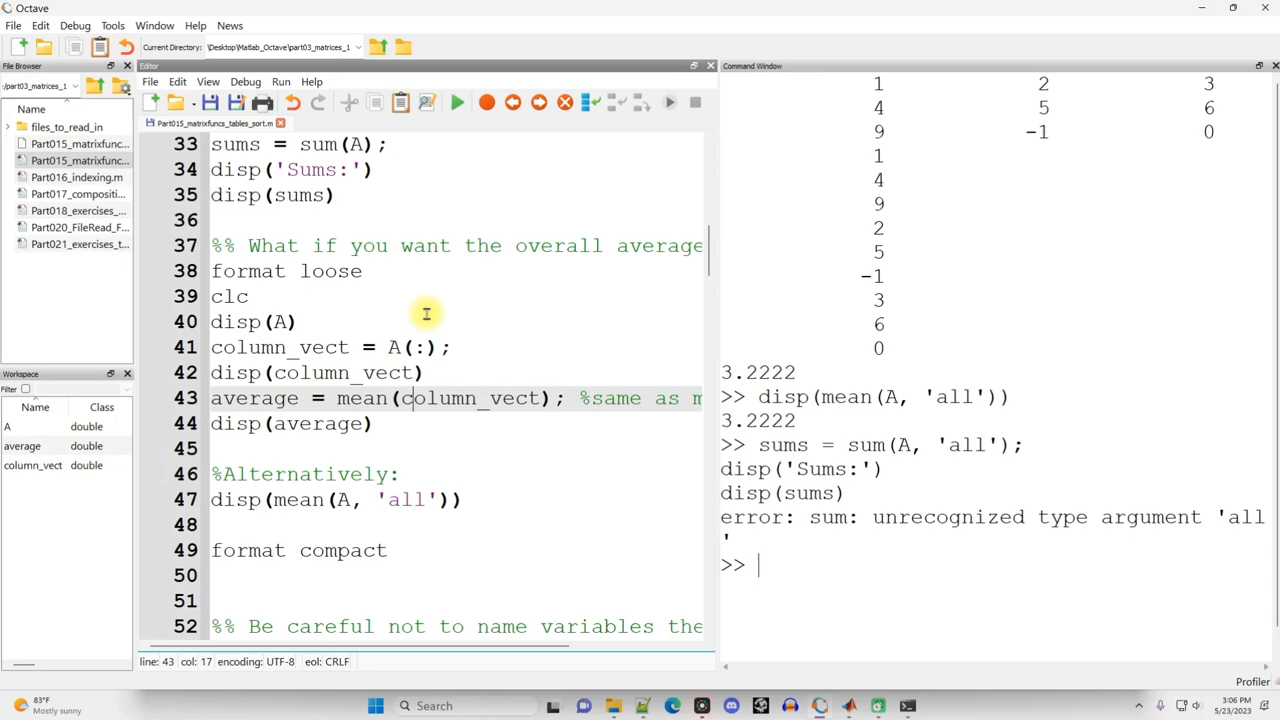 Octave
File Edit Debug Tools Window Help News
Current Directory: \Desktop\Matlab_Octave\part03_matrices_1
File Browser
/part03_matrices_1
Name
files_to_read_in
Part015_matrixfunc...
Part015_matrixfunc...
Part016_indexing.m
Part017_compositi...
Part018_exercises_...
Part020_FileRead_F...
Part021_exercises_t...
Workspace
Filter
Name Class
A double
average double
column_vect double
Editor
File Edit View Debug Run Help
Part015_matrixfuncs_tables_sort.m
33 sums = sum(A);
34 disp('Sums:')
35 disp(sums)
36
37 %% What if you want the overall average
38 format loose
39 clc
40 disp(A)
41 column_vect = A(:);
42 disp(column_vect)
43 average = mean(column_vect); %same as m
44 disp(average)
45
46 %Alternatively:
47 disp(mean(A, 'all'))
48
49 format compact
50
51
52 %% Be careful not to name variables the
line: 43 col: 17 encoding: UTF-8 eol: CRLF
Command Window
1 2 3
4 5 6
9 -1 0
1
4
9
2
5
-1
3
6
0
3.2222
>> disp(mean(A, 'all'))
3.2222
>> sums = sum(A, 'all');
disp('Sums:')
disp(sums)
error: sum: unrecognized type argument 'all
'
>>
Profiler
83°F
Mostly sunny
Search
3:06 PM
5/23/2023